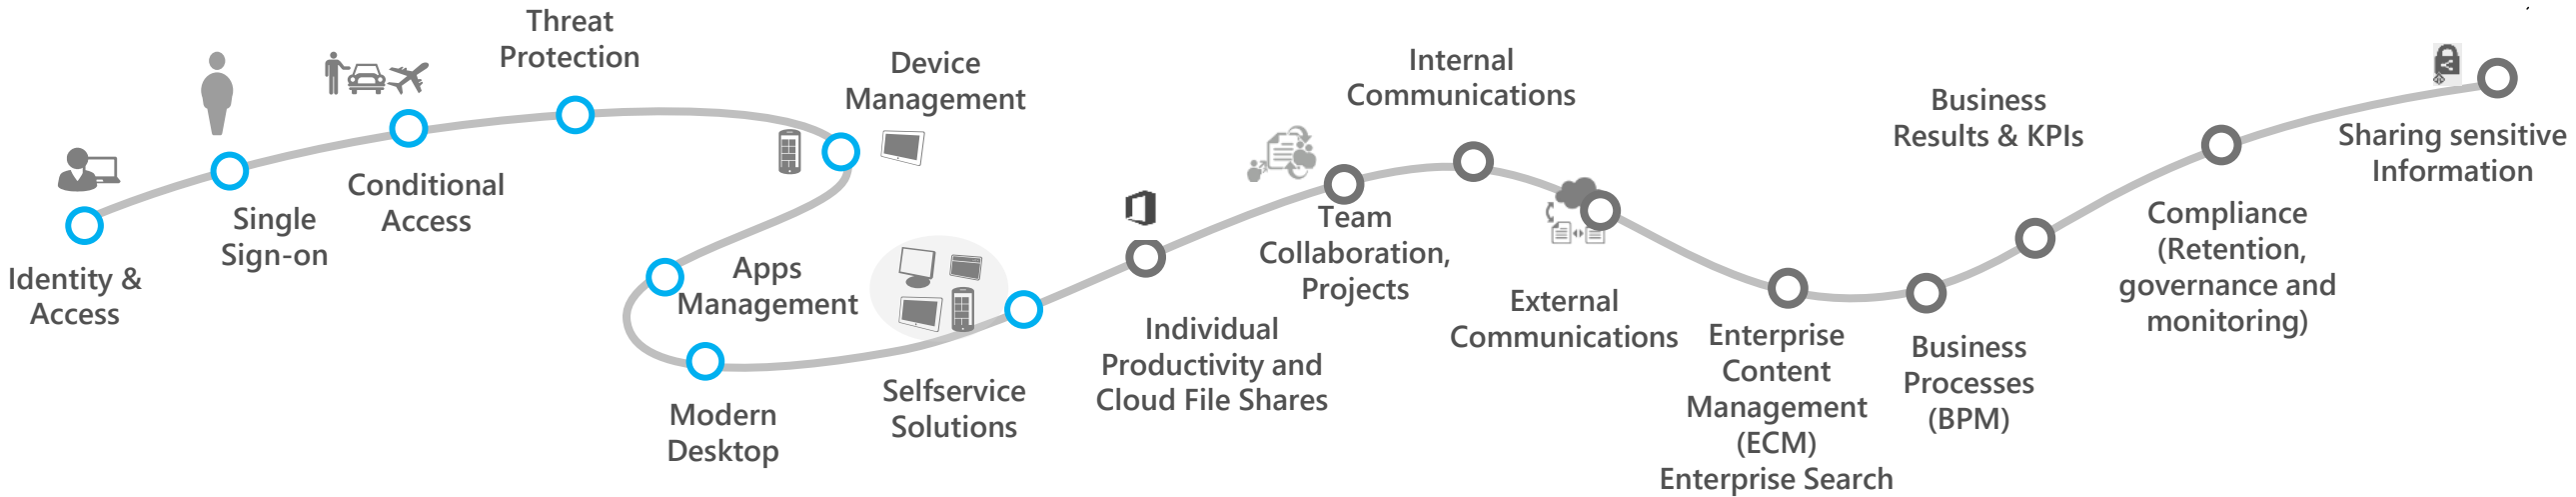 Identity &
Access
Single
Sign-on
Conditional
Access
Threat
Protection
Device
Management
Apps
Management
Modern
Desktop
Selfservice
Solutions
Individual
Productivity and
Cloud File Shares
Team
Collaboration,
Projects
Internal
Communications
External
Communications
Enterprise
Content
Management
(ECM)
Enterprise Search
Business
Processes
(BPM)
Business
Results & KPIs
Compliance
(Retention,
governance and
monitoring)
Sharing sensitive
Information